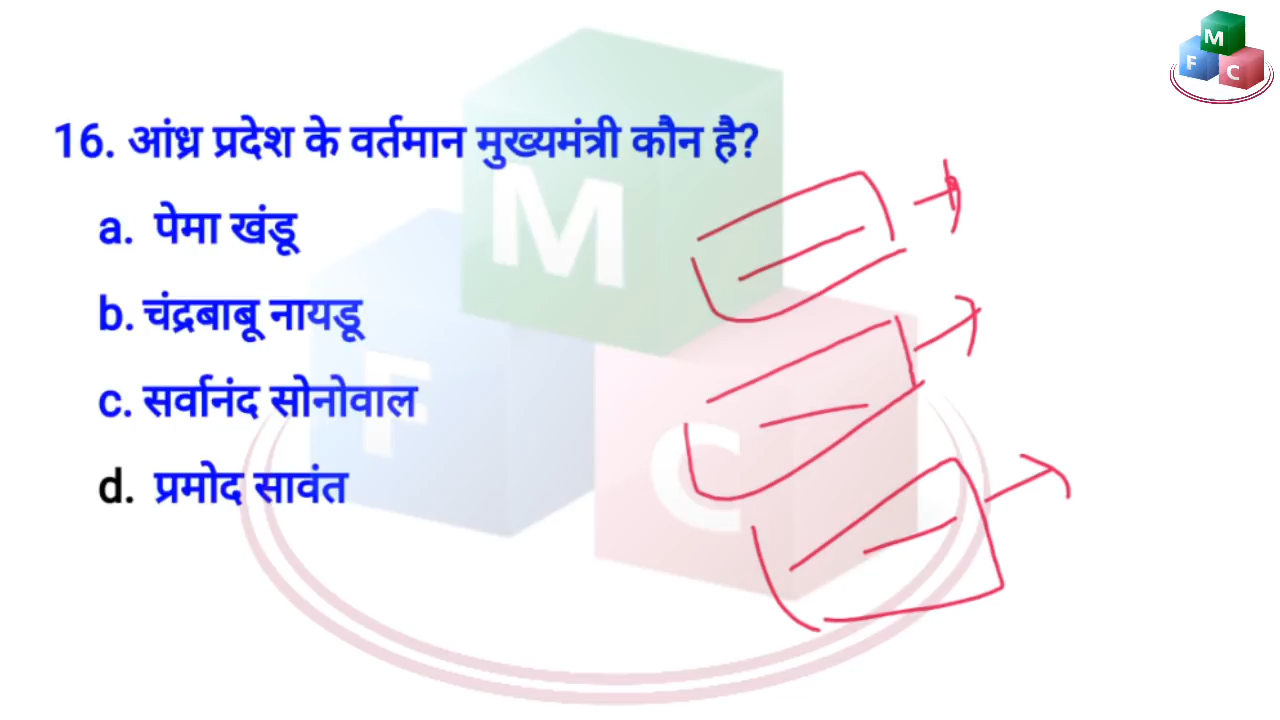 16. आंध्र प्रदेश के वर्तमान मुख्यमंत्री कौन है?
a. पेमा खंडू
b. चंद्रबाबू नायडू
c. सर्वानंद सोनोवाल
d. प्रमोद सावंत
M
F
C
M
F
C